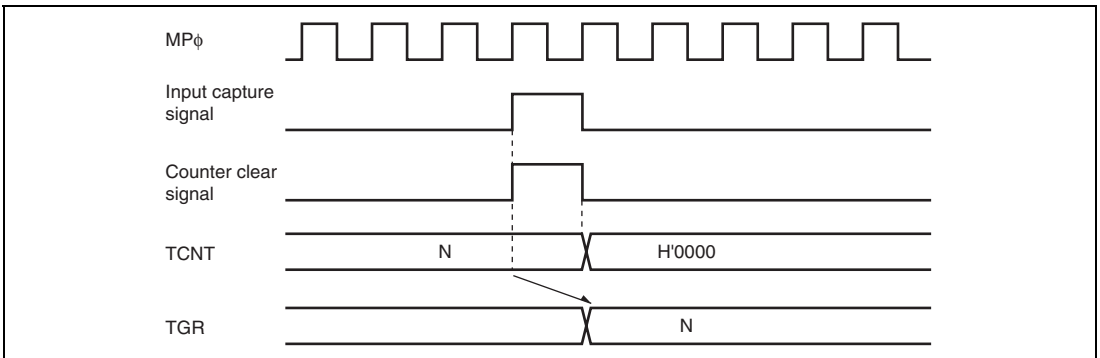 MPφ
Input capture
signal
Counter clear
signal
TCNT
N
H'0000
TGR
N